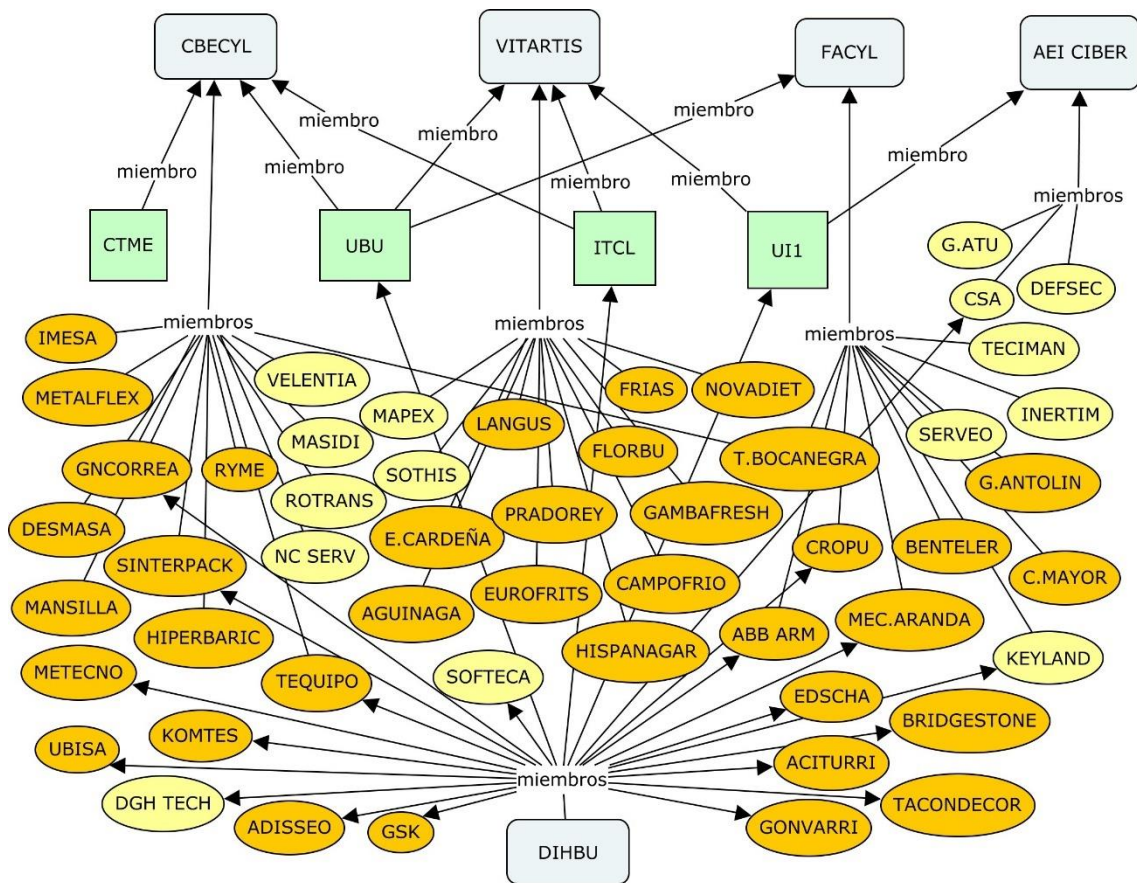 CBECYL
VITARTIS
FACYL
AEI CIBER
miembro
miembro
miembro
miembro
miembro
miembro
miembro
miembro
miembro
miembros
CTME
UBU
ITCL
UI1
G.ATU
CSA
DEFSEC
miembros
miembros
miembros
IMESA
TECIMAN
VELENTIA
METALFLEX
MAPEX
LANGUS
FRIAS
NOVADIET
INERTIM
MASIDI
SERVEO
GNCORREA
RYME
SOTHIS
FLORBU
T.BOCANEGRA
G.ANTOLIN
ROTRANS
DESMASA
E.CARDEÑA
PRADOREY
GAMBAFRESH
NC SERV
CROPU
BENTELER
SINTERPACK
C.MAYOR
CAMPOFRIO
MANSILLA
AGUINAGA
EUROFRITS
HIPERBARIC
ABB ARM
MEC.ARANDA
HISPANAGAR
KEYLAND
METECNO
TEQUIPO
SOFTECA
EDSCHA
BRIDGESTONE
KOMTES
UBISA
ACITURRI
miembros
DGH TECH
TACONDECOR
ADISSEO
GSK
GONVARRI
DIHBU